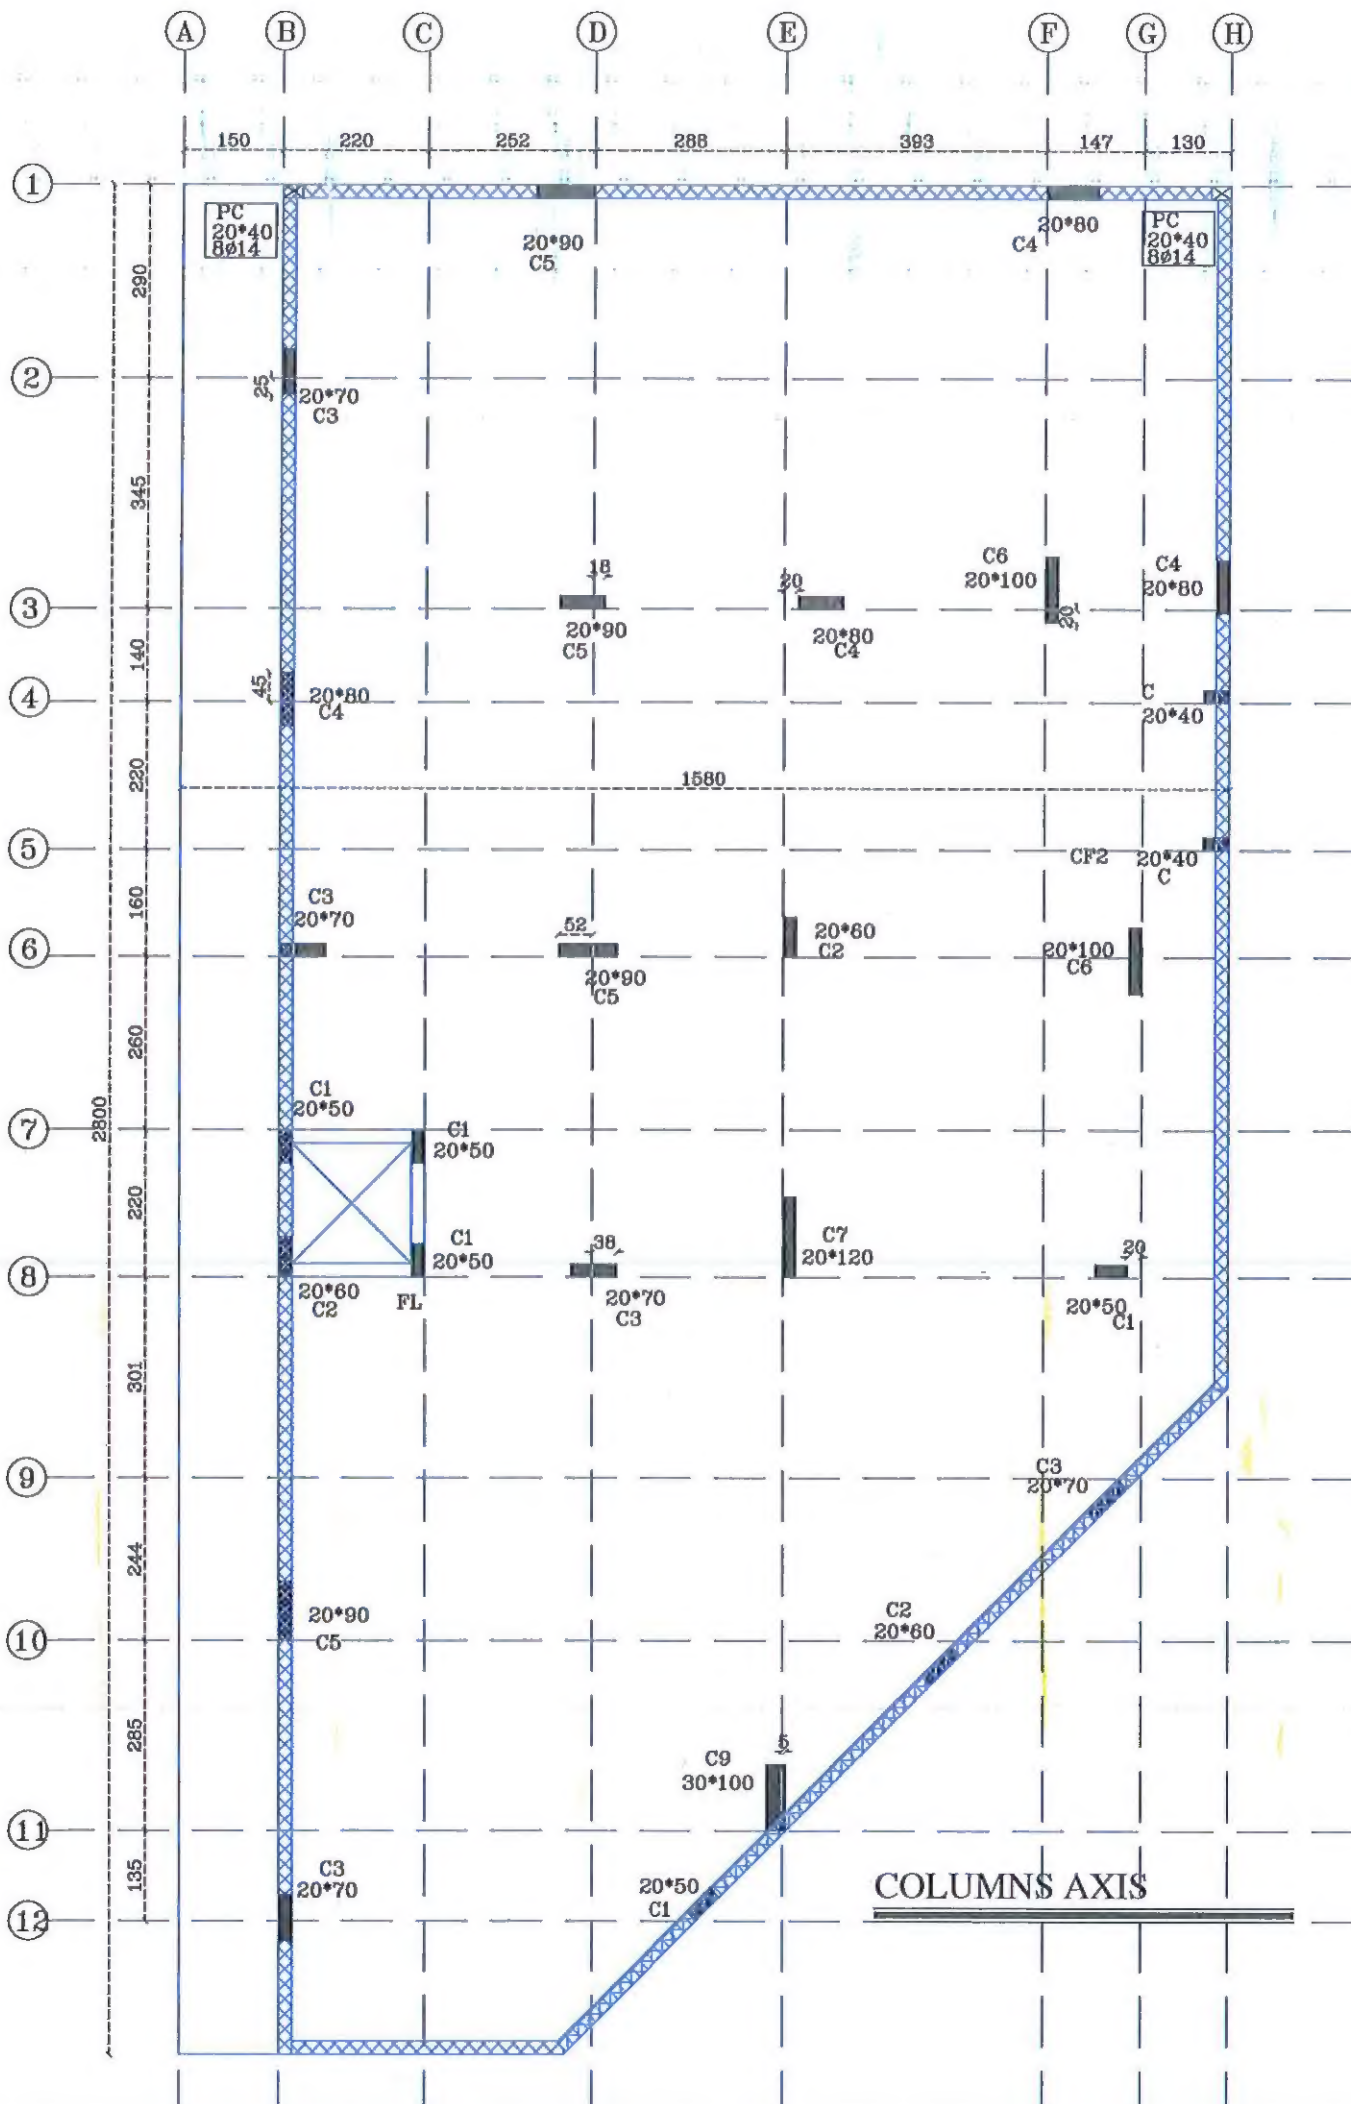 A B C D E F G H
150 220 252 288 393 147 130
1
PC
20*40
8ø14
20*90
C5
20*80
C4
PC
20*40
8ø14
290
2
25
20*70
C3
345
18
20
C6
20*100
C4
20*80
3
20
20*90
C5
20*80
C4
140
45
20*80
C4
C
20*40
4
220
1580
5
CF2
20*40
C
160
C3
20*70
52
20*60
C2
20*100
C6
6
20*90
C5
260
2800
C1
20*50
7
C1
20*50
220
C1
20*50
38
C7
20*120
20
8
20*60
C2
FL
20*70
C3
20*50
C1
301
C3
20*70
9
244
C2
20*60
20*90
C5
10
285
5
C9
30*100
11
135
C3
20*70
20*50
C1
COLUMNS AXIS
12